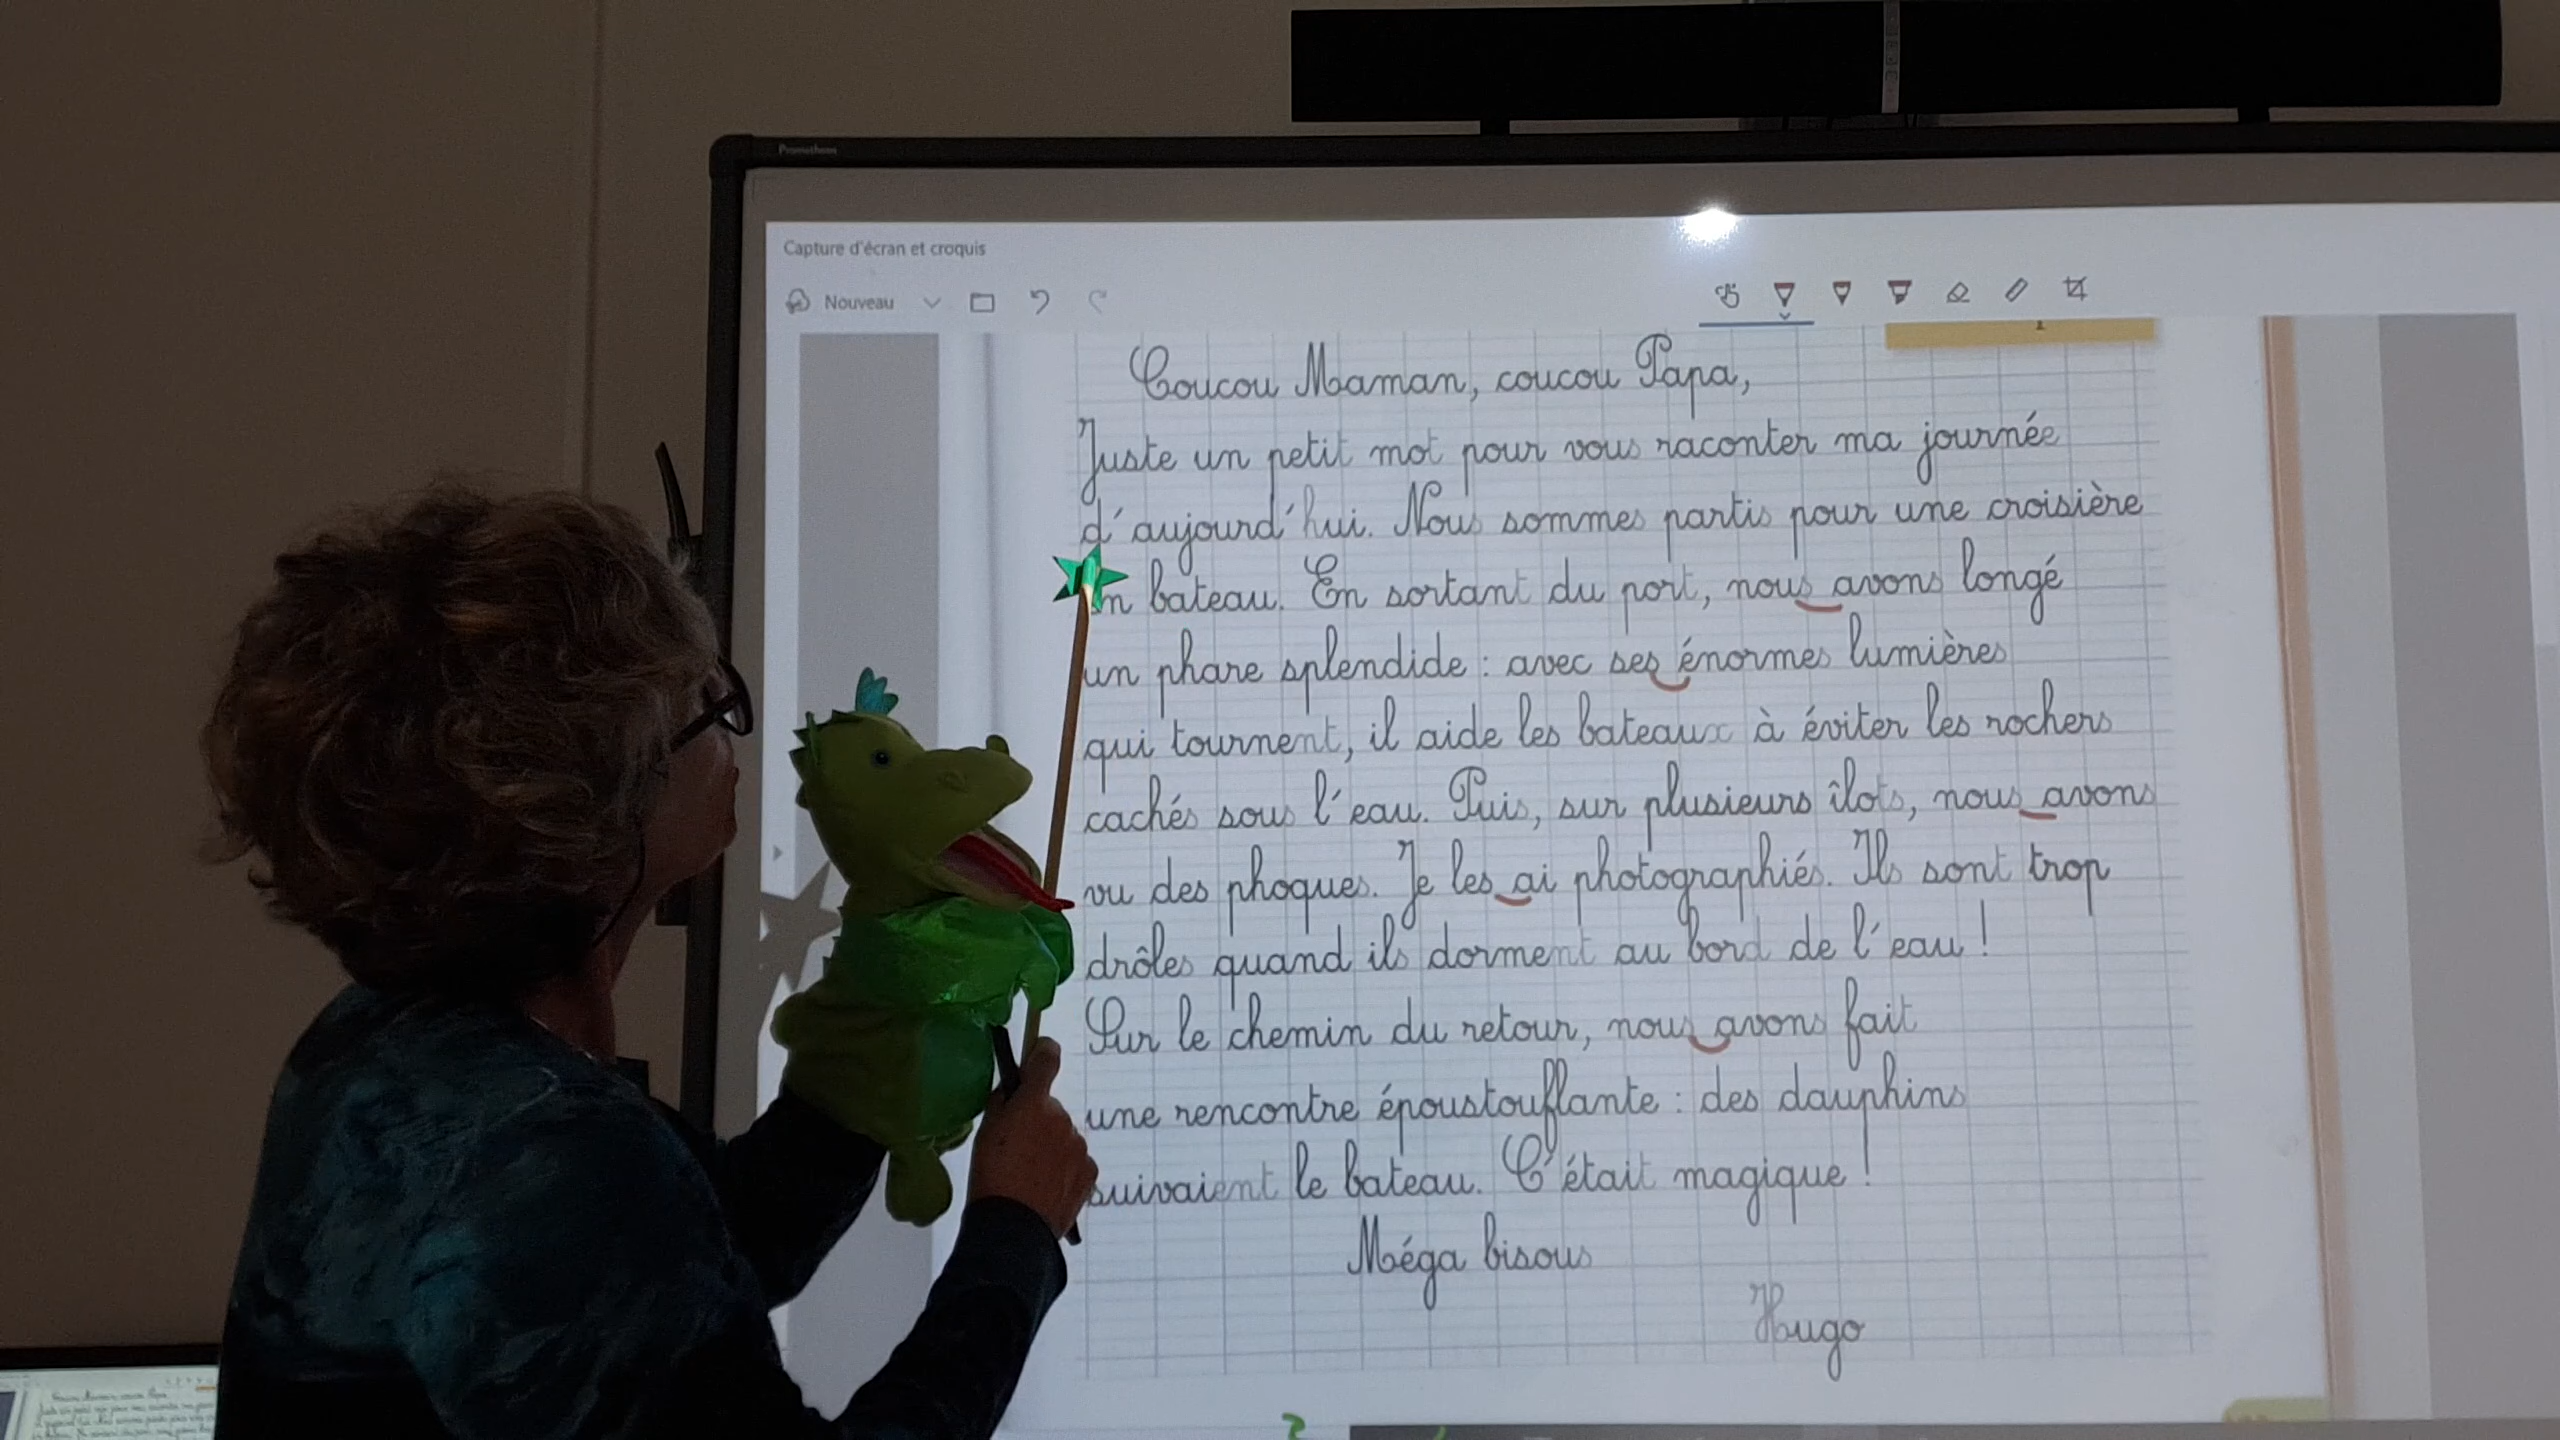 Promethean
Capture d'écran et croquis
Nouveau
Coucou Maman, coucou Papa,
Juste un petit mot pour vous raconter ma journée
d'aujourd'hui. Nous sommes partis pour une croisière
en bateau. En sortant du port, nous avons longé
un phare splendide : avec ses énormes lumières
qui tournent, il aide les bateaux à éviter les rochers
cachés sous l'eau. Puis, sur plusieurs îlots, nous avons
vu des phoques. Je les ai photographiés. Ils sont trop
drôles quand ils dorment au bord de l'eau !
Sur le chemin du retour, nous avons fait
une rencontre époustouflante : des dauphins
suivaient le bateau. C'était magique !
Méga bisous
Hugo